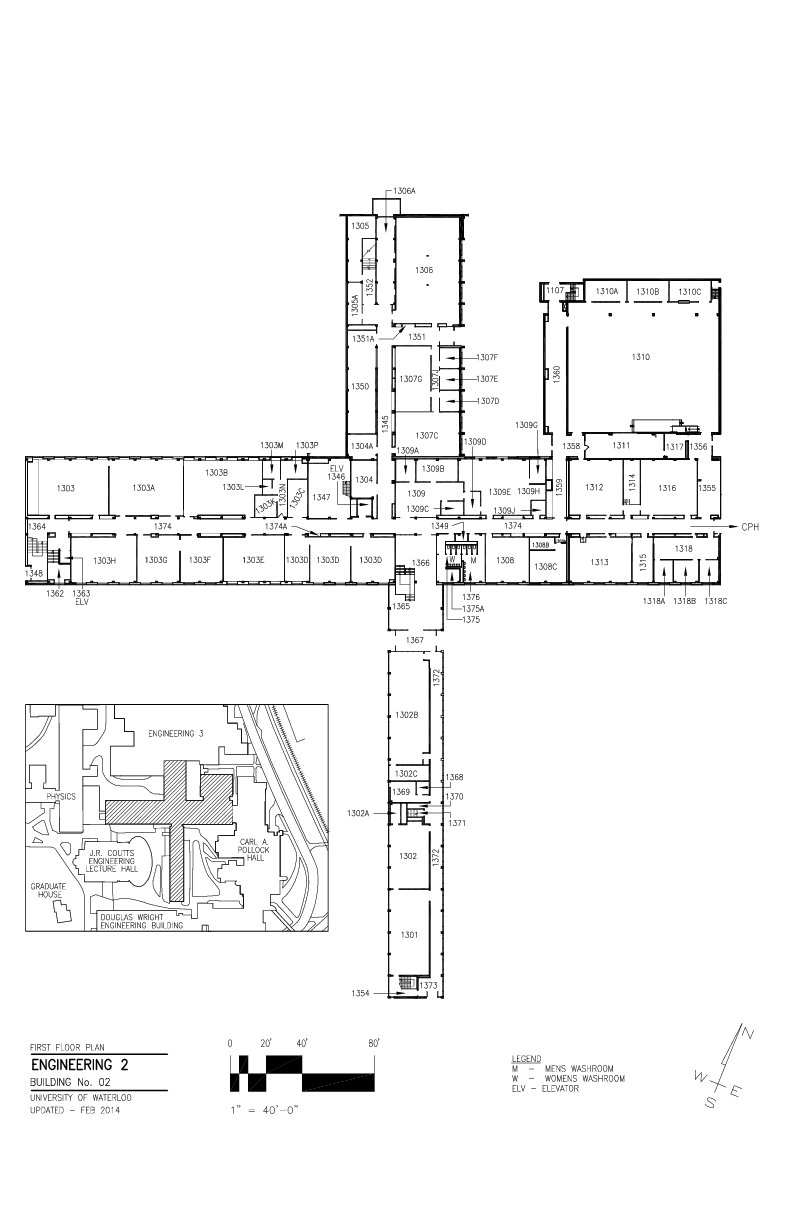 1306A
1305
1306
1352
1305A
1107
1310A
1310B
1310C
1351A
1351
1310
1360
1307F
1307G
1307J
1307E
1307D
1350
1345
1307C
1309G
1309D
1309A
1303M
1303P
1304A
1358
1311
1317
1356
ELV
1346
1304
1303
1303A
1303B
1303L
1303N
1303K
1303C
1347
1309B
1309
1309C
1309E
1309H
1309J
1359
1312
1314
1316
1355
1364
1374
1374A
1349
1374
CPH
1348
1303H
1303G
1303F
1303E
1303D
1303D
1303D
1366
W
M
1308
1308B
1308C
1313
1315
1318
1362
1363
ELV
1365
1376
1375A
1375
1318A
1318B
1318C
1367
1372
1302B
1302C
1368
1369
1370
1302A
1371
1302
1372
1301
1373
1354
ENGINEERING 3
PHYSICS
J.R. COUTTS
ENGINEERING
LECTURE HALL
CARL A.
POLLOCK
HALL
GRADUATE
HOUSE
DOUGLAS WRIGHT
ENGINEERING BUILDING
FIRST FLOOR PLAN
ENGINEERING 2
BUILDING No. 02
UNIVERSITY OF WATERLOO
UPDATED - FEB 2014
0 20' 40' 80'
1" = 40'-0"
LEGEND
M - MENS WASHROOM
W - WOMENS WASHROOM
ELV - ELEVATOR
N
W
E
S